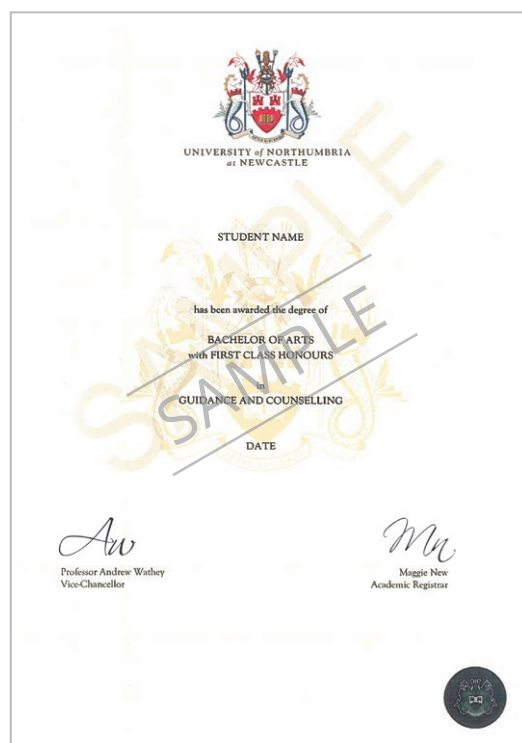 UNIVERSITY of NORTHUMBRIA
at NEWCASTLE
STUDENT NAME
has been awarded the degree of
BACHELOR OF ARTS
with FIRST CLASS HONOURS
in
GUIDANCE AND COUNSELLING
DATE
SAMPLE
SAMPLE
Professor Andrew Wathey
Vice-Chancellor
Maggie New
Academic Registrar